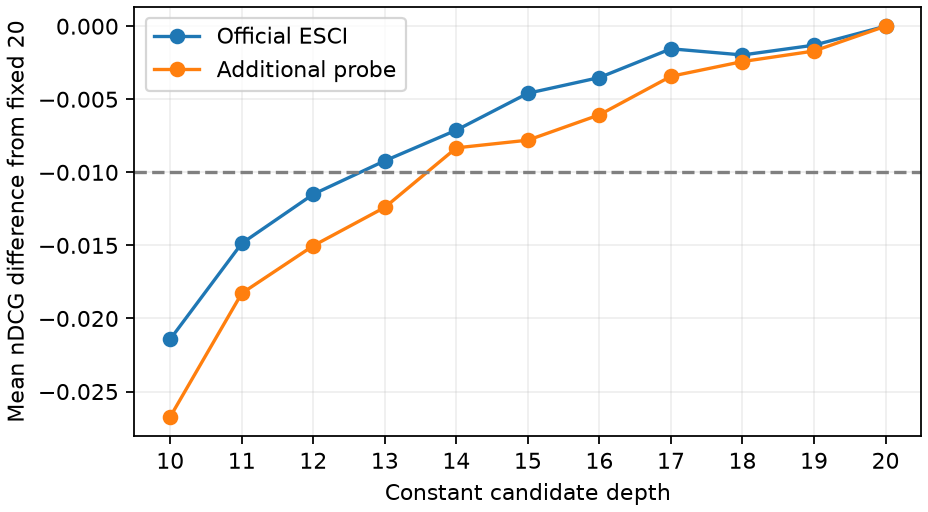 Mean nDCG difference from fixed 20
0.000
−0.005
−0.010
−0.015
−0.020
−0.025
Official ESCI
Additional probe
10 11 12 13 14 15 16 17 18 19 20
Constant candidate depth